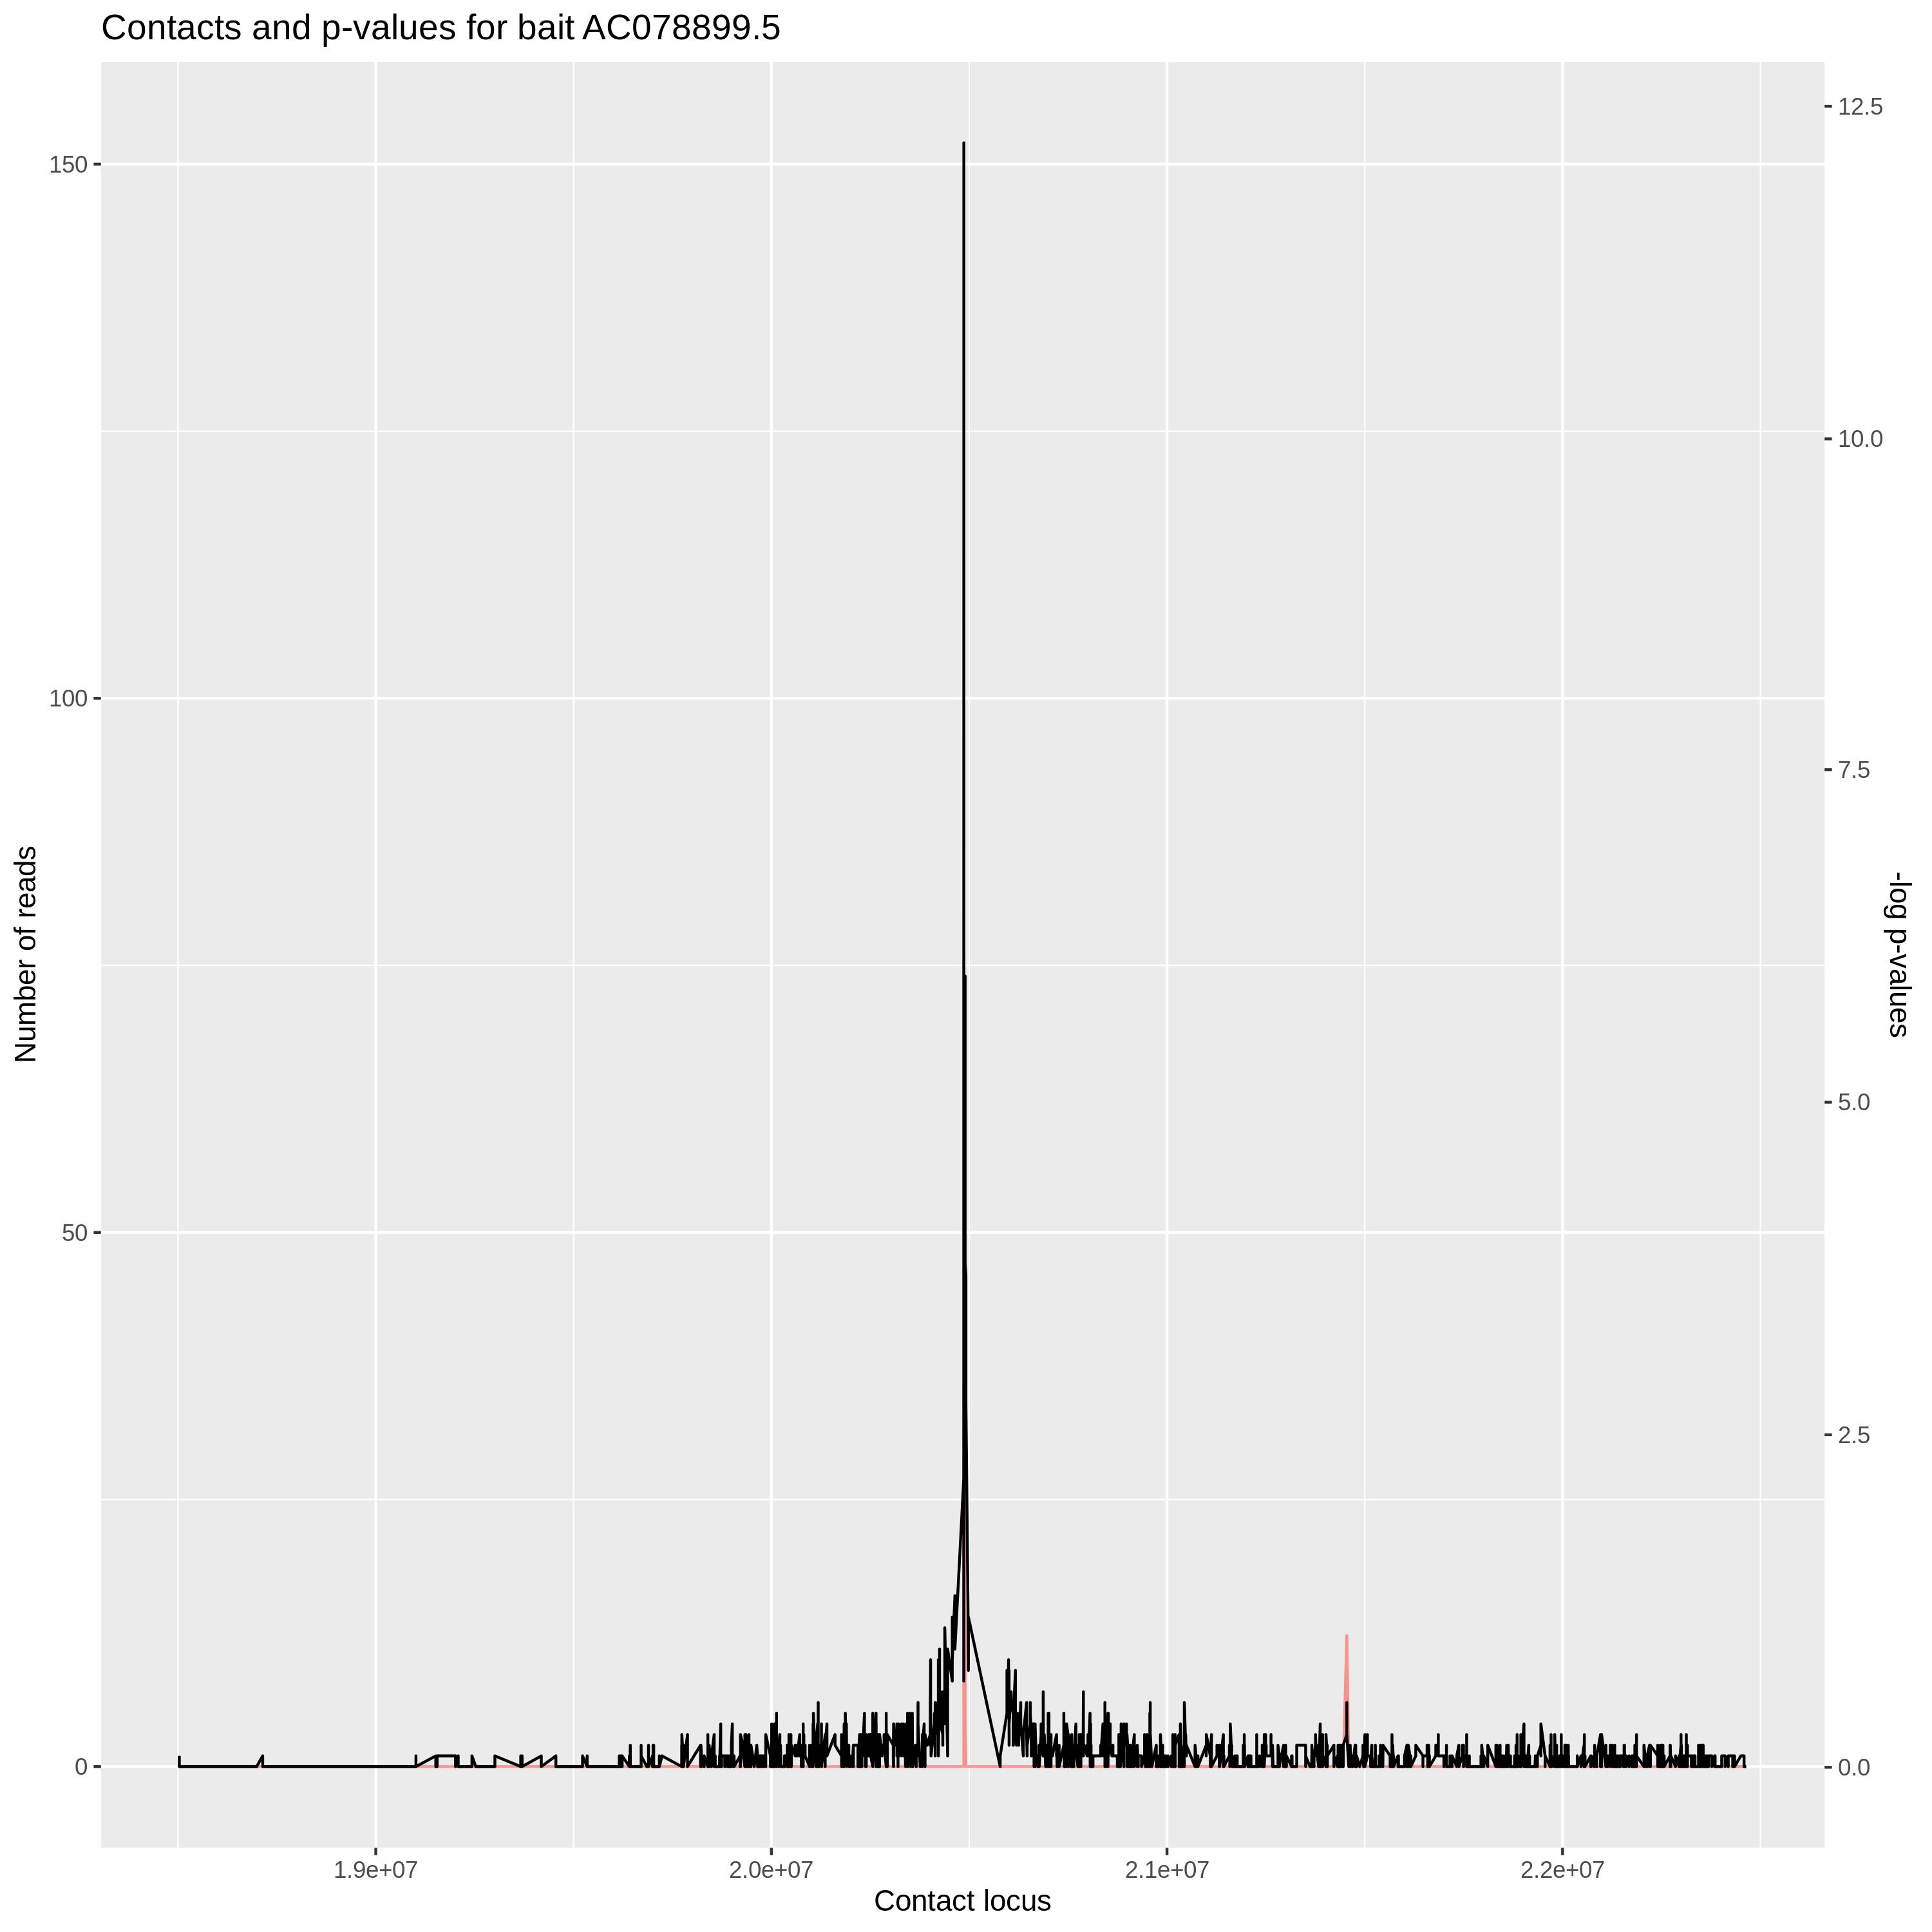 Contacts and p-values for bait AC078899.5
150
100
50
0
Number of reads
12.5
10.0
7.5
5.0
2.5
0.0
-log p-values
1.9e+07
2.0e+07
2.1e+07
2.2e+07
Contact locus